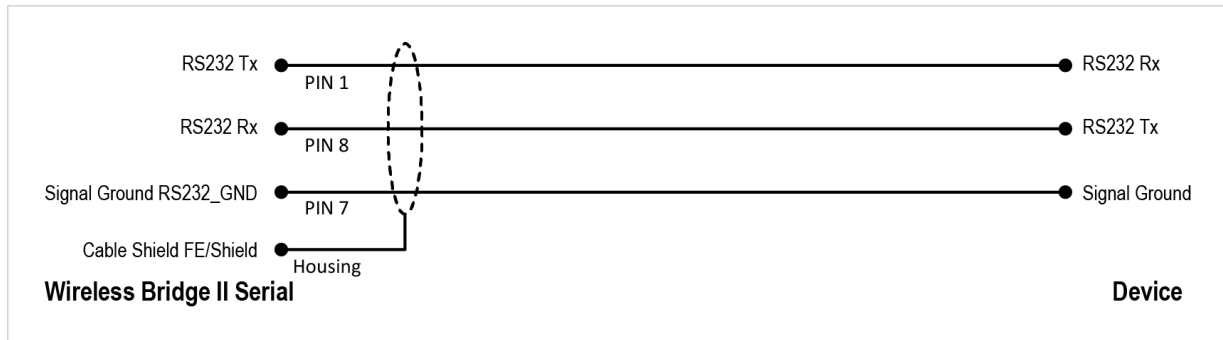 RS232 Tx RS232 Rx
PIN 1
RS232 Rx RS232 Tx
PIN 8
Signal Ground RS232_GND Signal Ground
PIN 7
Cable Shield FE/Shield
Housing
Wireless Bridge II Serial Device